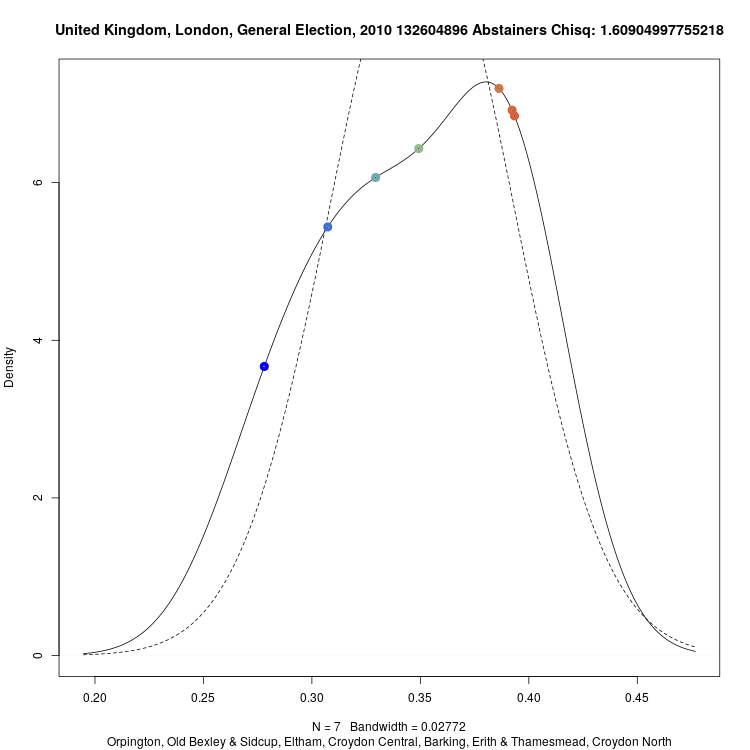 United Kingdom, London, General Election, 2010 132604896 Abstainers Chisq: 1.60904997755218
Density
6
4
2
0
0.20 0.25 0.30 0.35 0.40 0.45
N = 7 Bandwidth = 0.02772
Orpington, Old Bexley & Sidcup, Eltham, Croydon Central, Barking, Erith & Thamesmead, Croydon North